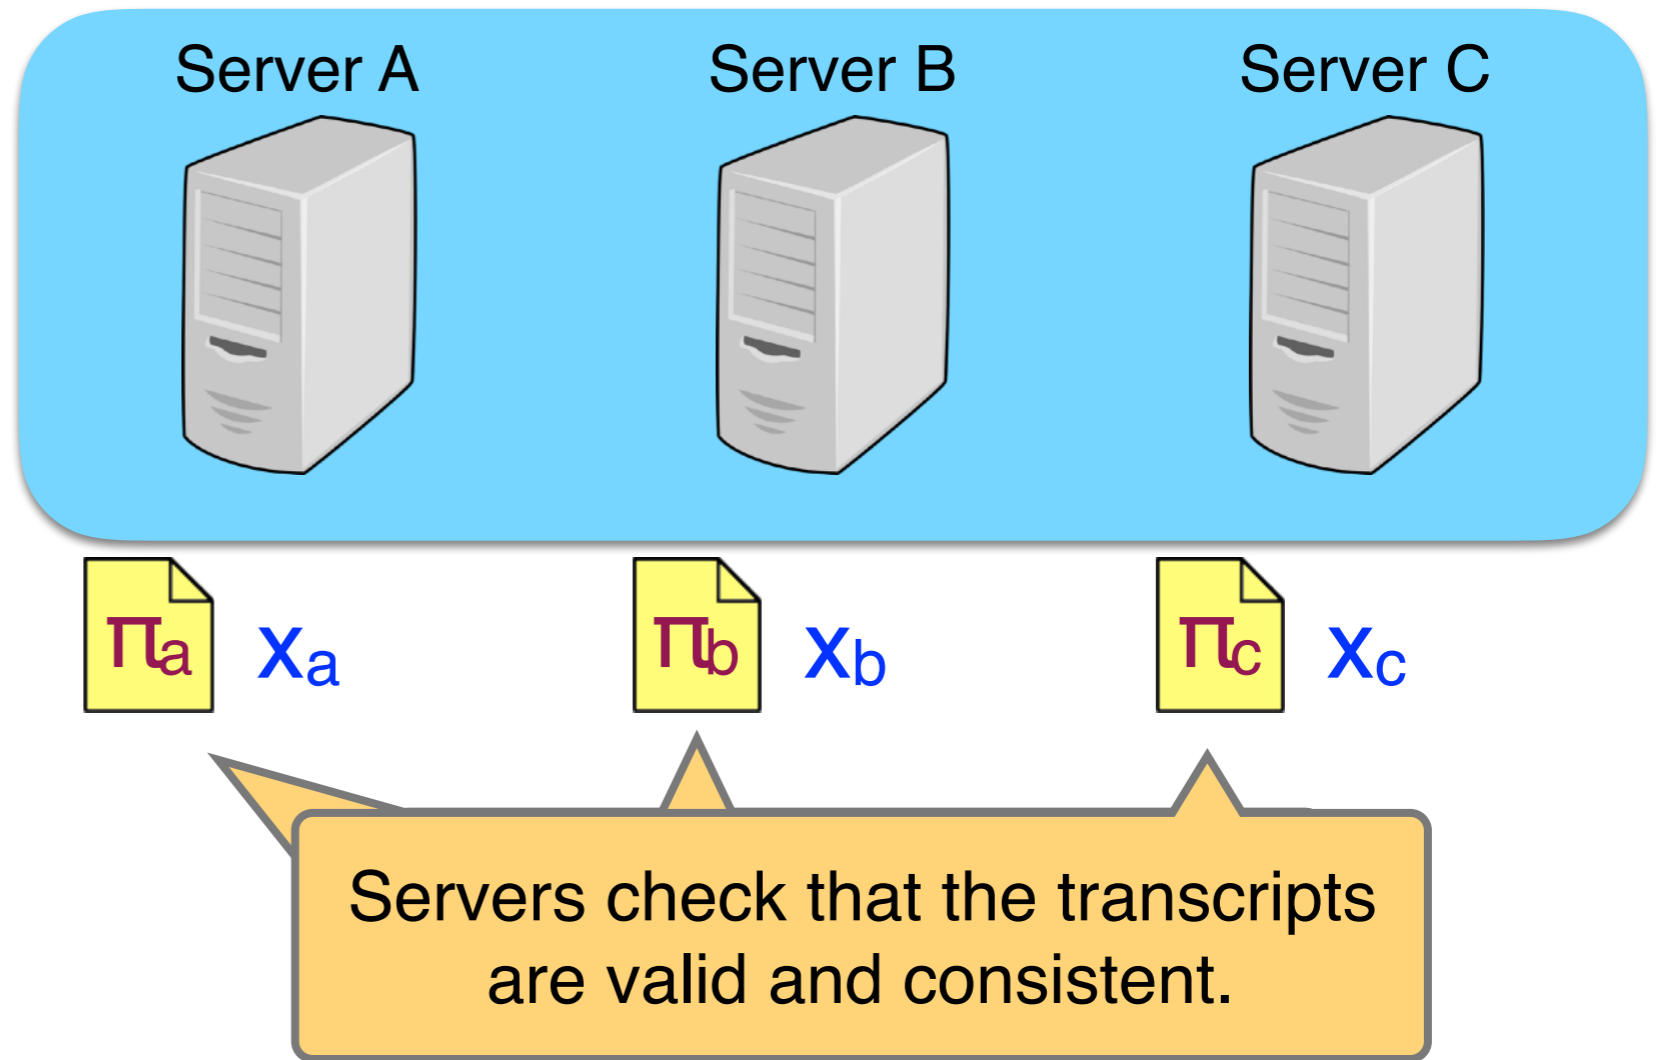 Server A Server B Server C
πa xa πb xb πc xc
Servers check that the transcripts
are valid and consistent.